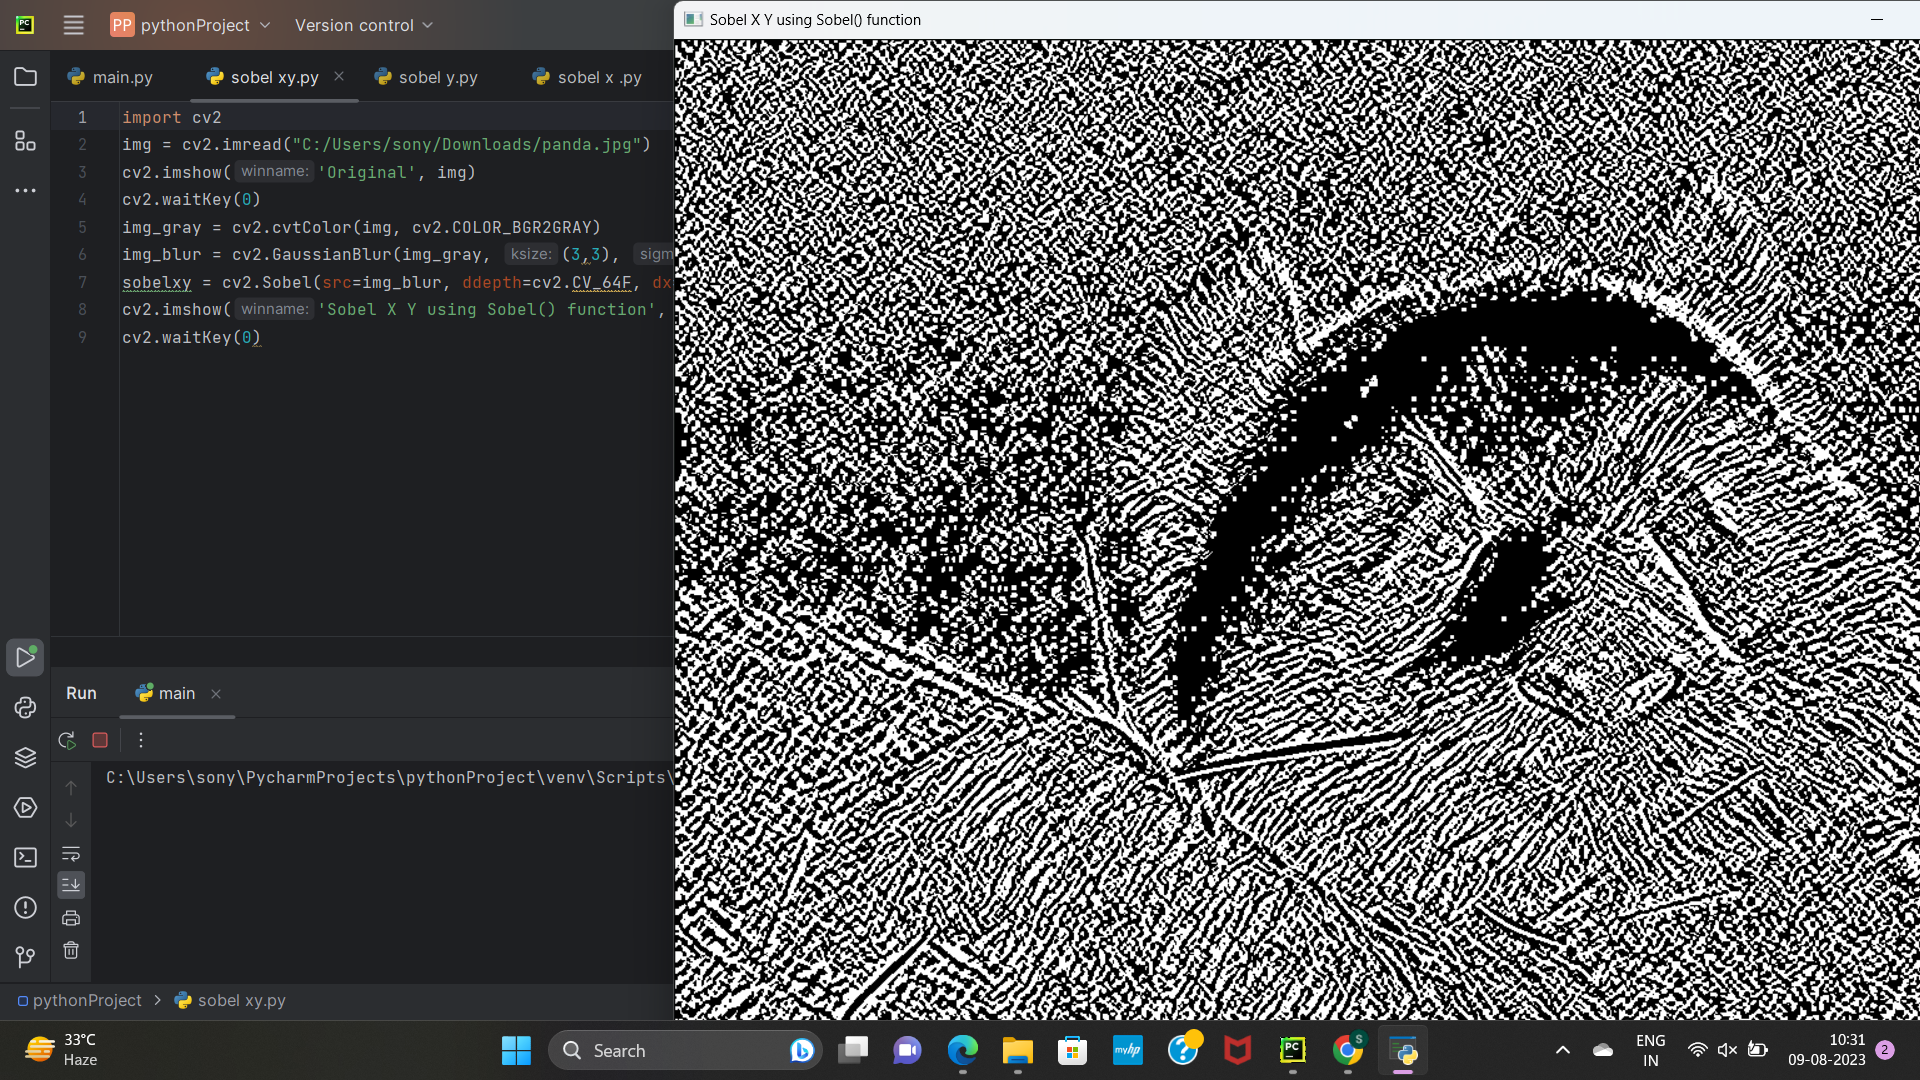 PC
PP pythonProject Version control
Sobel X Y using Sobel() function
main.py sobel xy.py sobel y.py sobel x .py
1 import cv2
2 img = cv2.imread("C:/Users/sony/Downloads/panda.jpg")
3 cv2.imshow( winname: 'Original', img)
4 cv2.waitKey(0)
5 img_gray = cv2.cvtColor(img, cv2.COLOR_BGR2GRAY)
6 img_blur = cv2.GaussianBlur(img_gray, ksize: (3,3), sigm
7 sobelxy = cv2.Sobel(src=img_blur, ddepth=cv2.CV_64F, dx
8 cv2.imshow( winname: 'Sobel X Y using Sobel() function',
9 cv2.waitKey(0)
Run main
C:\Users\sony\PycharmProjects\pythonProject\venv\Scripts\
pythonProject > sobel xy.py
33°C
Haze
Search
myhp
PC
S
ENG
IN
10:31
09-08-2023
2